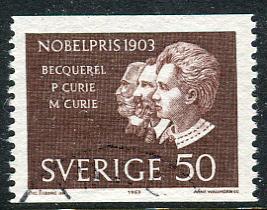 NOBELPRIS 1903
BECQUEREL
P CURIE
M CURIE
SVERIGE 50
1963